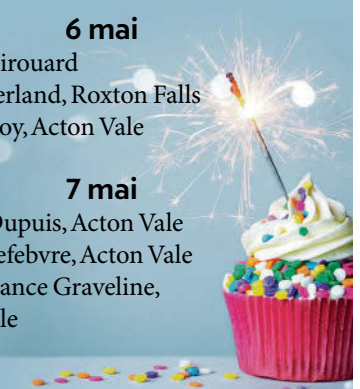 6 mai
irouard
erland, Roxton Falls
oy, Acton Vale
7 mai
Dupuis, Acton Vale
efebvre, Acton Vale
ance Graveline,
le